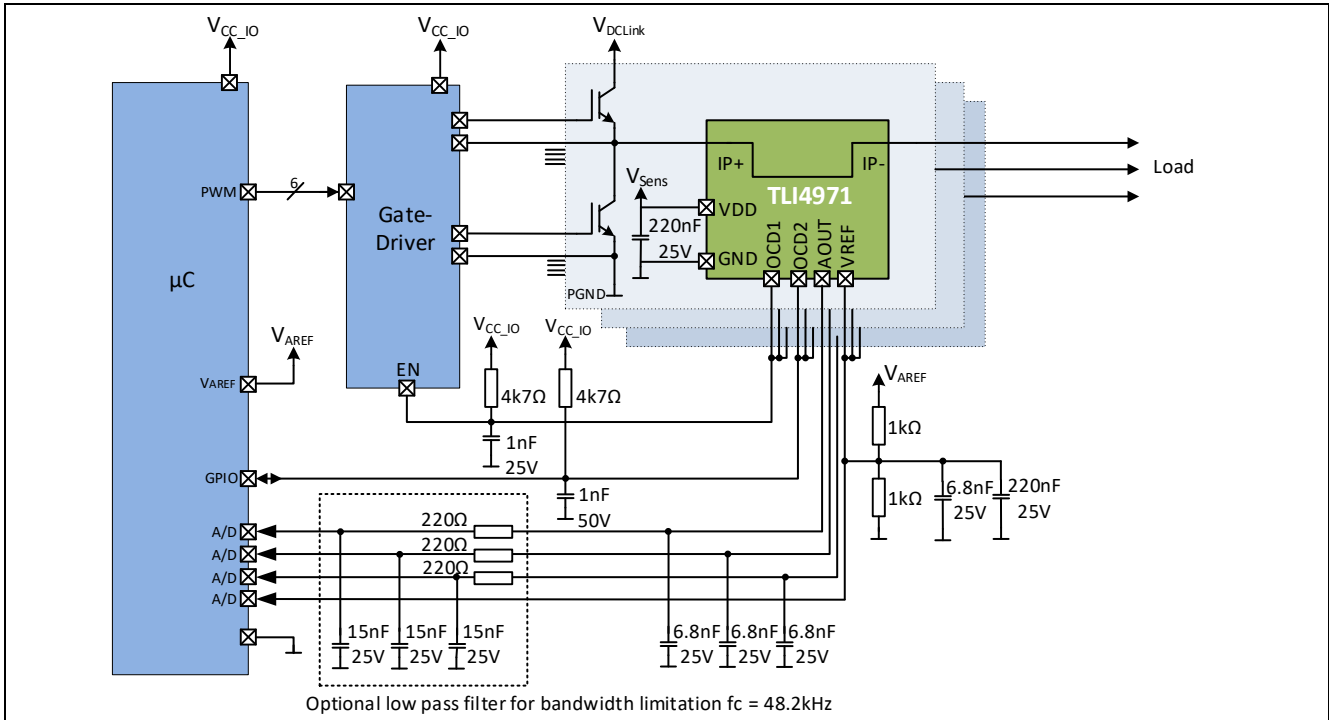 VCC_IO
VCC_IO
VDCLink
PWM
6
Gate-
Driver
µC
IP+
IP-
TLI4971
VSens
VDD
220nF
25V
GND
OCD1
OCD2
AOUT
VREF
Load
PGND
VAREF
VAREF
EN
VCC_IO
VCC_IO
4k7Ω
4k7Ω
VAREF
1kΩ
1nF
25V
GPIO
1nF
50V
1kΩ
6.8nF
25V
220nF
25V
A/D
220Ω
A/D
220Ω
A/D
220Ω
A/D
15nF
25V
15nF
25V
15nF
25V
6.8nF
25V
6.8nF
25V
6.8nF
25V
Optional low pass filter for bandwidth limitation fc = 48.2kHz